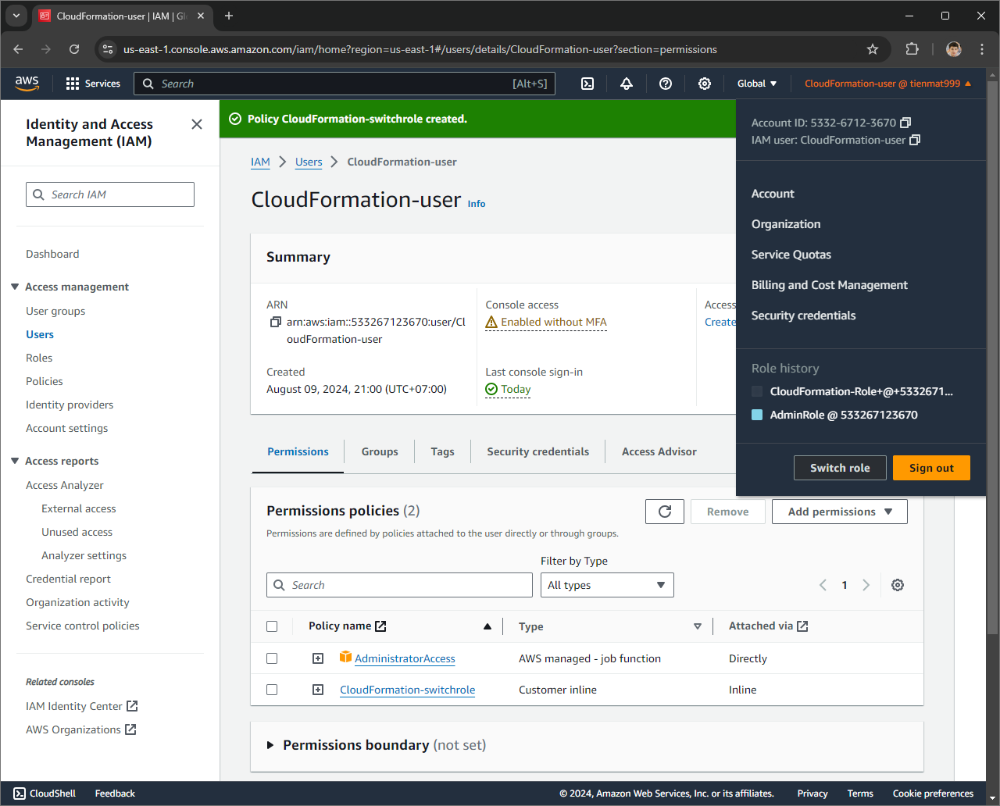 CloudFormation-user | IAM | Gl
us-east-1.console.aws.amazon.com/iam/home?region=us-east-1#/users/details/CloudFormation-user?section=permissions
aws
Services
Search
[Alt+S]
Global
CloudFormation-user @ tienmat999
Identity and Access
Management (IAM)
Search IAM
Dashboard
Access management
User groups
Users
Roles
Policies
Identity providers
Account settings
Access reports
Access Analyzer
External access
Unused access
Analyzer settings
Credential report
Organization activity
Service control policies
Related consoles
IAM Identity Center
AWS Organizations
Policy CloudFormation-switchrole created.
IAM
Users
CloudFormation-user
CloudFormation-user Info
Summary
ARN
arn:aws:iam::533267123670:user/Cl
oudFormation-user
Created
August 09, 2024, 21:00 (UTC+07:00)
Console access
Enabled without MFA
Last console sign-in
Today
Access
Create
Permissions
Groups
Tags
Security credentials
Access Advisor
Permissions policies (2)
Remove
Add permissions
Permissions are defined by policies attached to the user directly or through groups.
Filter by Type
Search
All types
1
Policy name
Type
Attached via
AdministratorAccess
AWS managed - job function
Directly
CloudFormation-switchrole
Customer inline
Inline
Permissions boundary (not set)
Account ID: 5332-6712-3670
IAM user: CloudFormation-user
Account
Organization
Service Quotas
Billing and Cost Management
Security credentials
Role history
CloudFormation-Role+@+5332671...
AdminRole @ 533267123670
Switch role
Sign out
CloudShell
Feedback
© 2024, Amazon Web Services, Inc. or its affiliates.
Privacy
Terms
Cookie preferences